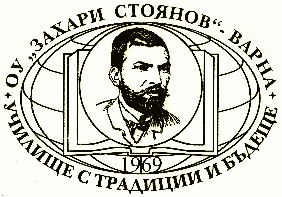 ОУ „ЗАХАРИ СТОЯНОВ“ - ВАРНА
1969
УЧИЛИЩЕ С ТРАДИЦИИ И БЪДЕЩЕ